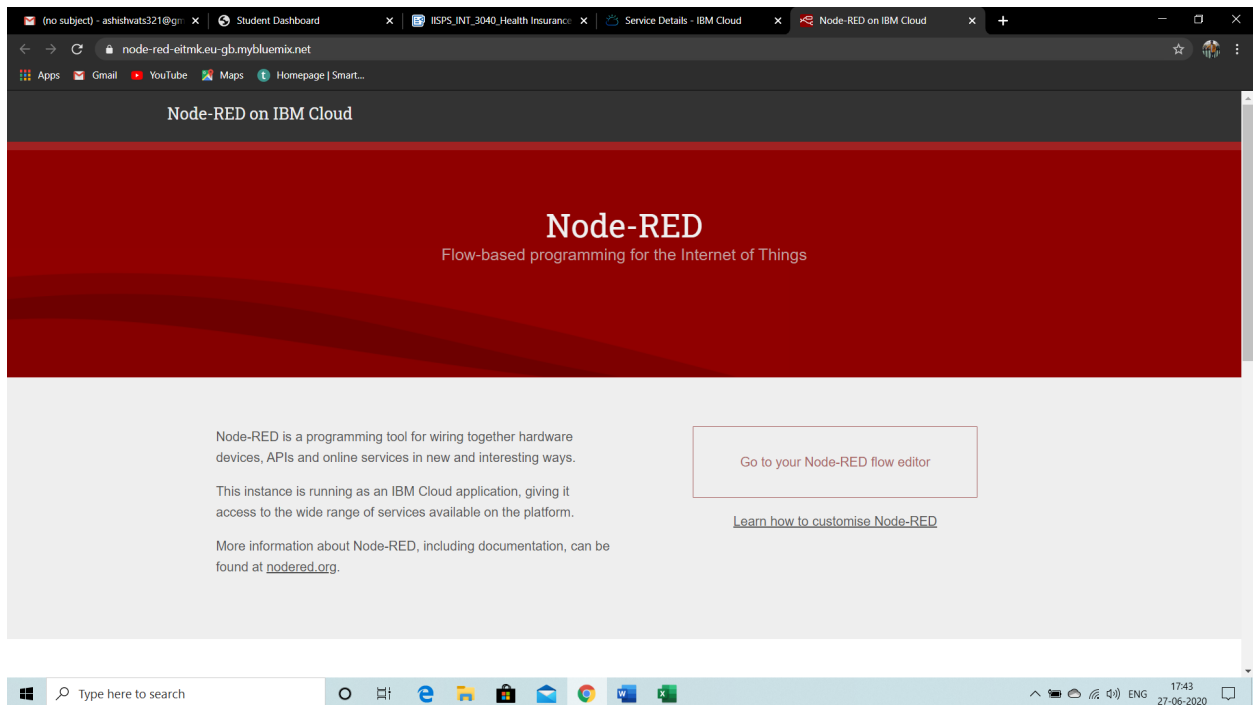 (no subject) - ashishvats321@gm
Student Dashboard
IISPS_INT_3040_Health Insurance
Service Details - IBM Cloud
Node-RED on IBM Cloud
node-red-eitmk.eu-gb.mybluemix.net
Apps
Gmail
YouTube
Maps
Homepage | Smart...
Node-RED on IBM Cloud
Node-RED
Flow-based programming for the Internet of Things
Node-RED is a programming tool for wiring together hardware
devices, APIs and online services in new and interesting ways.
This instance is running as an IBM Cloud application, giving it
access to the wide range of services available on the platform.
More information about Node-RED, including documentation, can be
found at nodered.org.
Go to your Node-RED flow editor
Learn how to customise Node-RED
Type here to search
ENG
17:43
27-06-2020